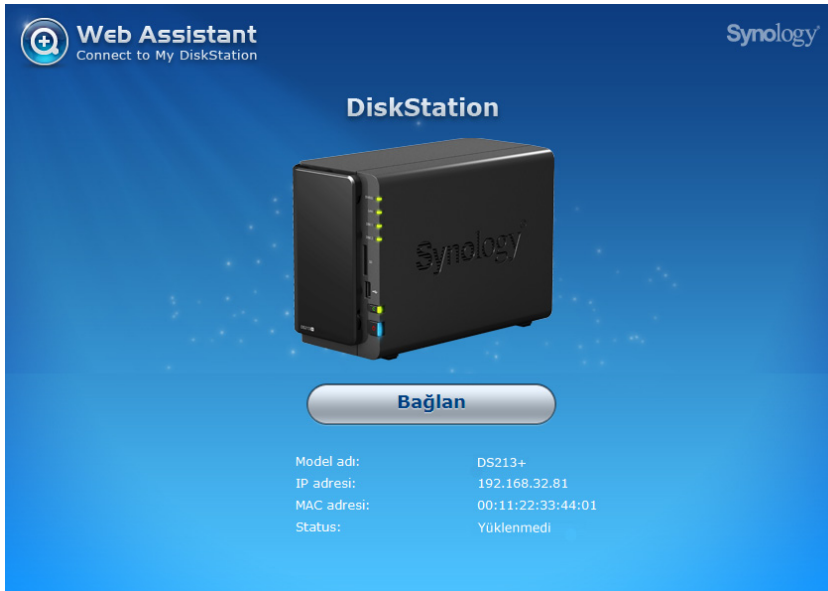 Web Assistant
Connect to My DiskStation
Synology
DiskStation
Synology
Bağlan
Model adı: DS213+
IP adresi: 192.168.32.81
MAC adresi: 00:11:22:33:44:01
Status: Yüklenmedi